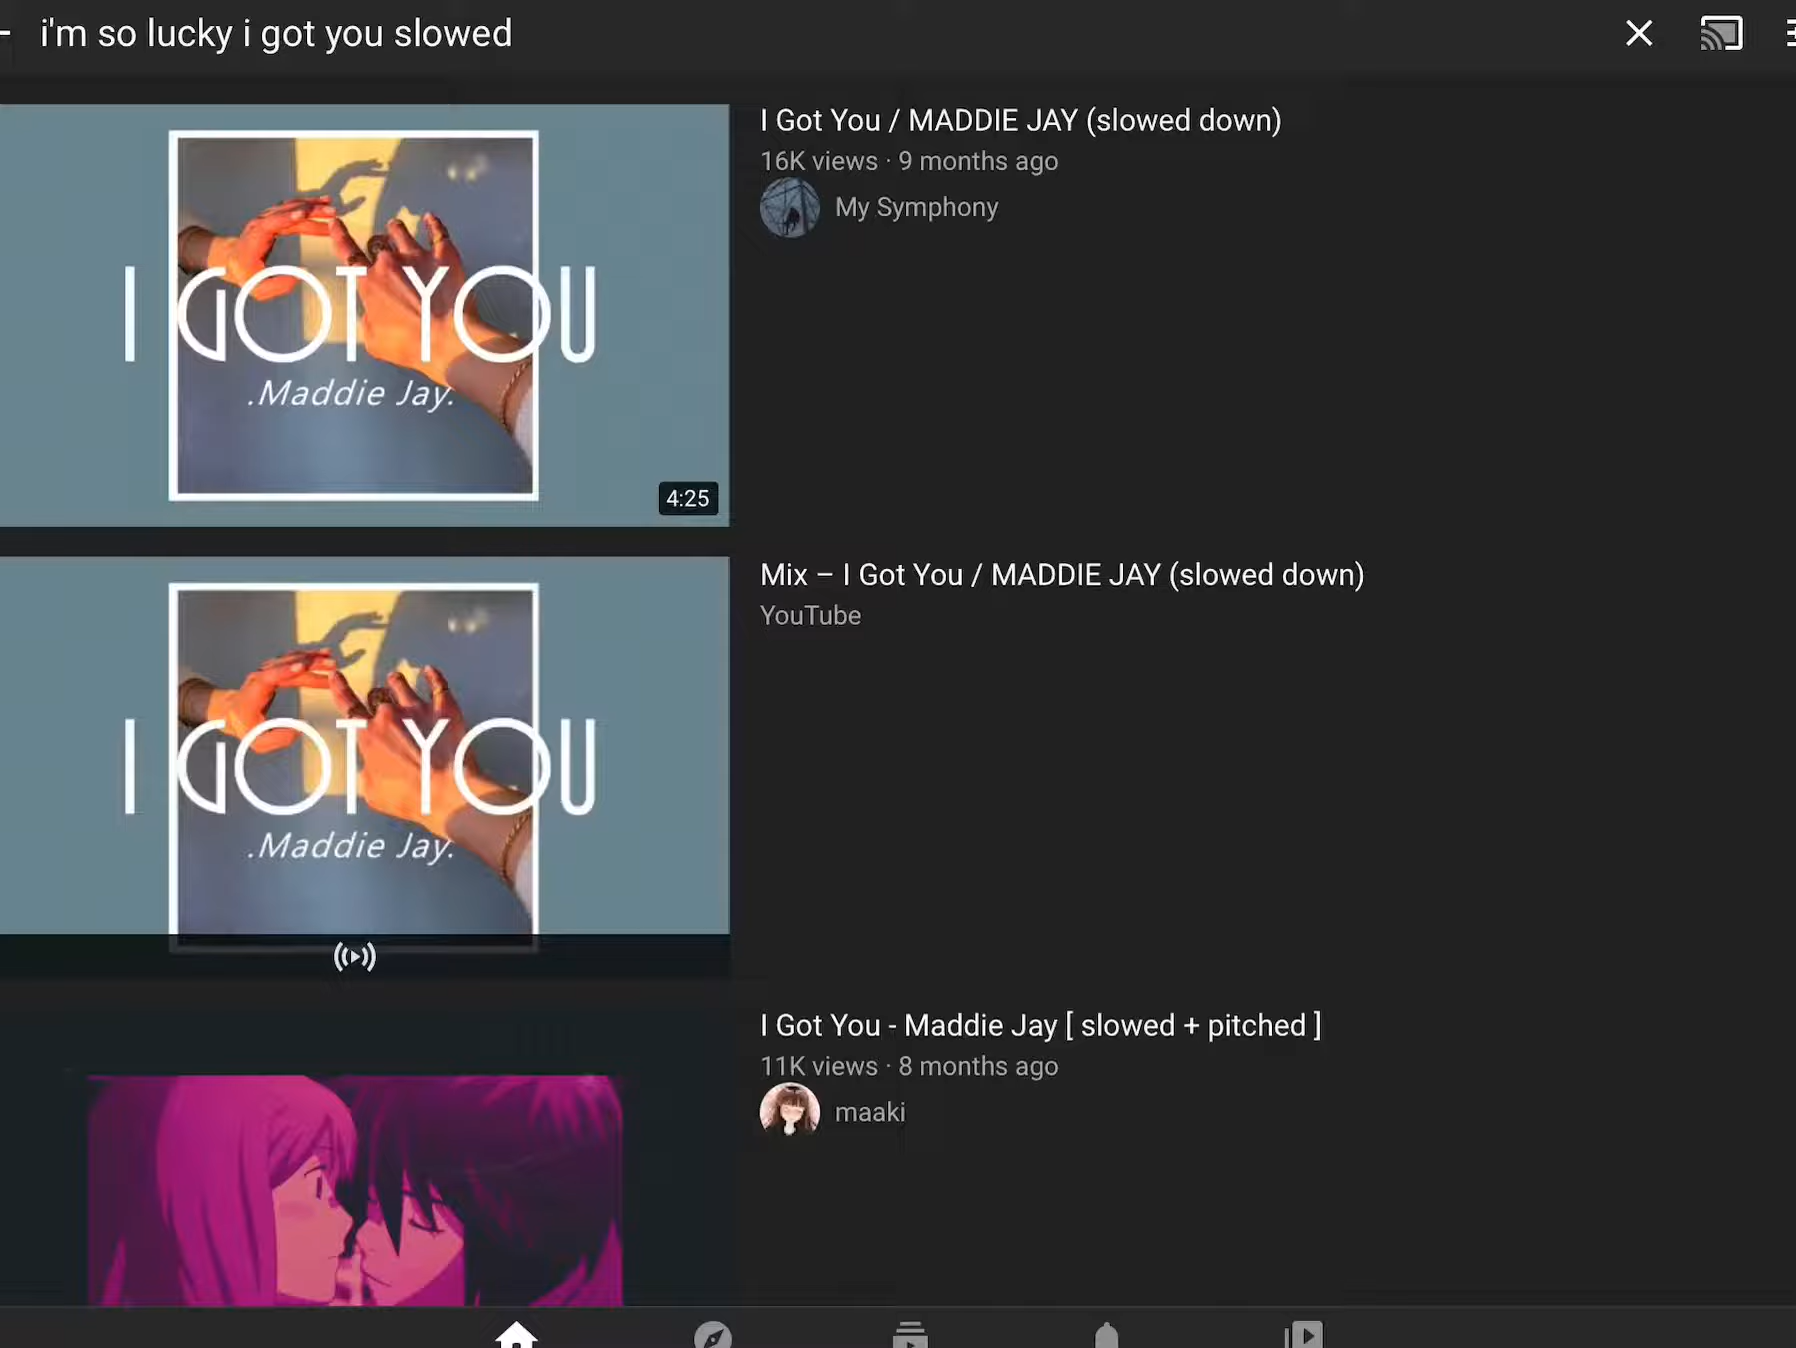 i'm so lucky i got you slowed
I GOT YOU
.Maddie Jay.
4:25
I Got You / MADDIE JAY (slowed down)
16K views · 9 months ago
My Symphony
I GOT YOU
.Maddie Jay.
Mix – I Got You / MADDIE JAY (slowed down)
YouTube
I Got You - Maddie Jay [ slowed + pitched ]
11K views · 8 months ago
maaki